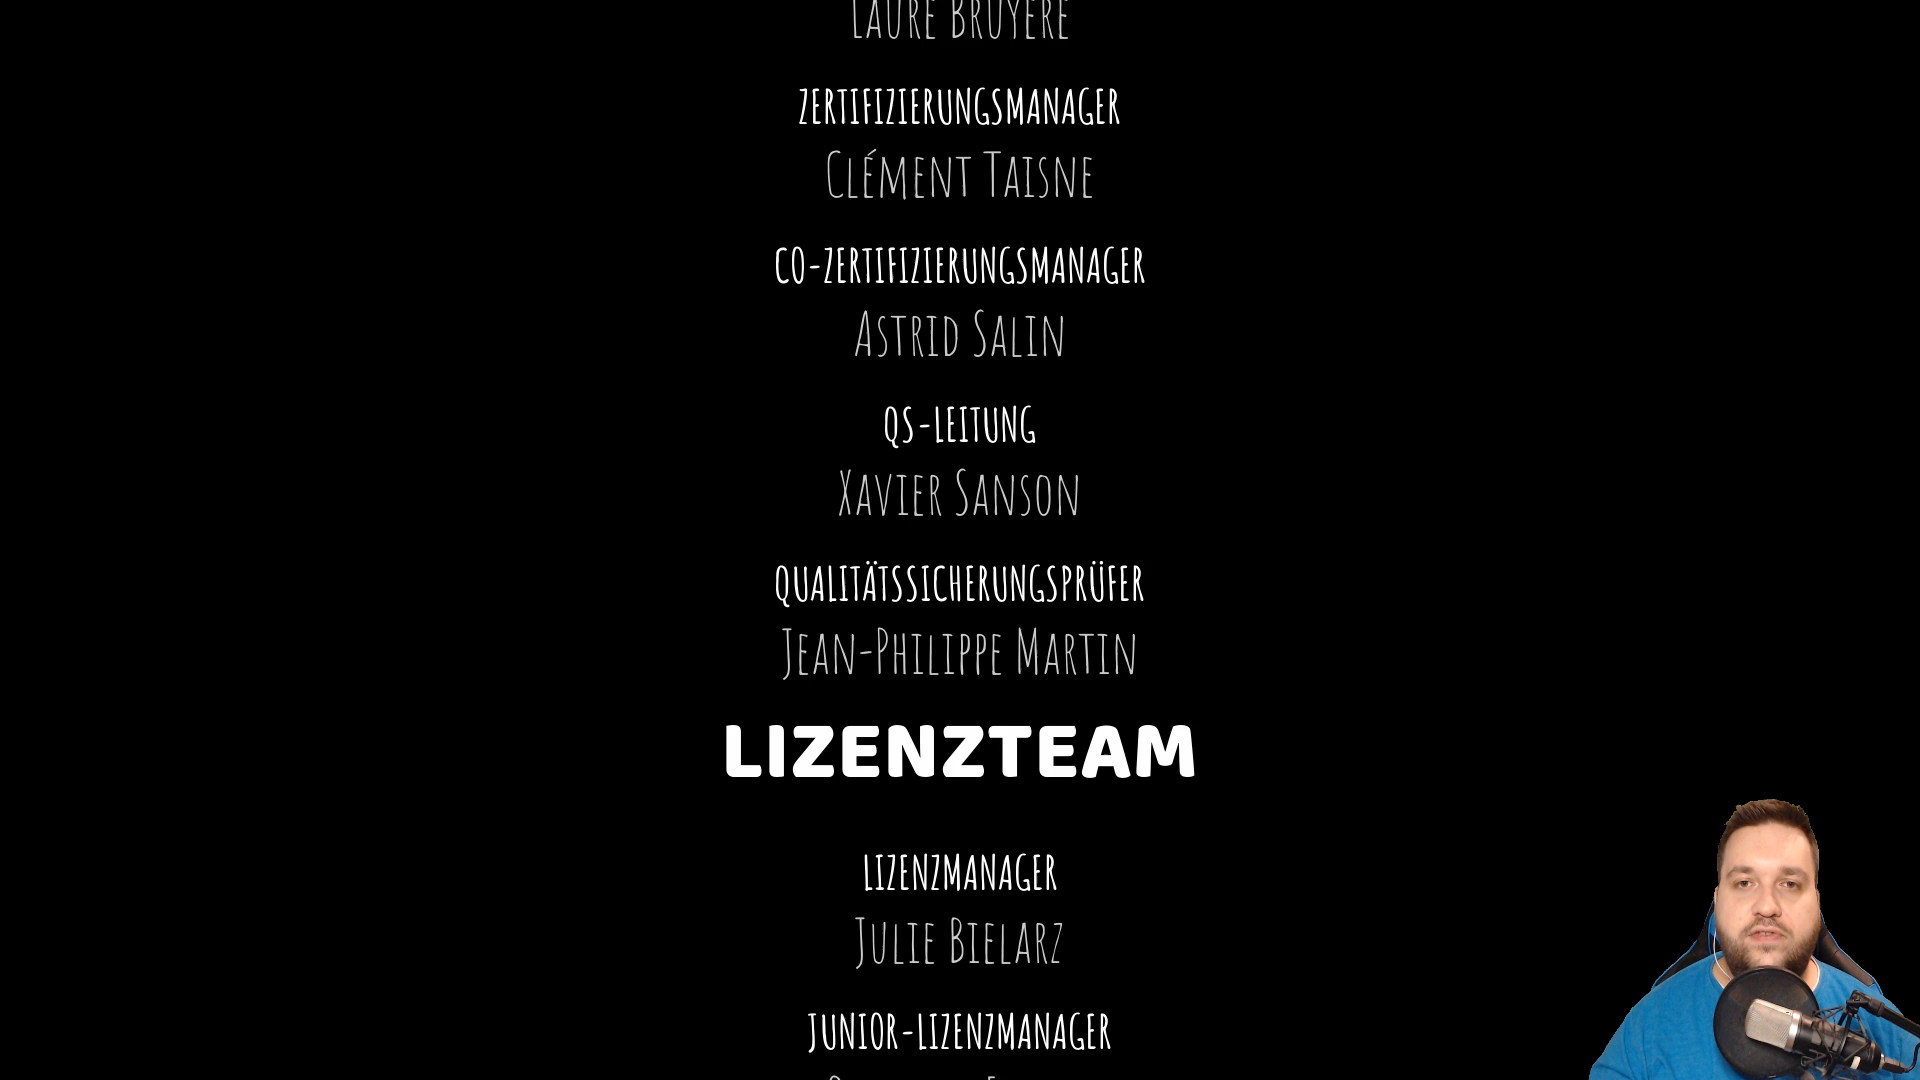 Laure Bruyère
Zertifizierungsmanager
Clément Taisne
Co-Zertifizierungsmanager
Astrid Salin
QS-Leitung
Xavier Sanson
Qualitätssicherungsprüfer
Jean-Philippe Martin
LIZENZTEAM
Lizenzmanager
Julie Bielarz
Junior-Lizenzmanager